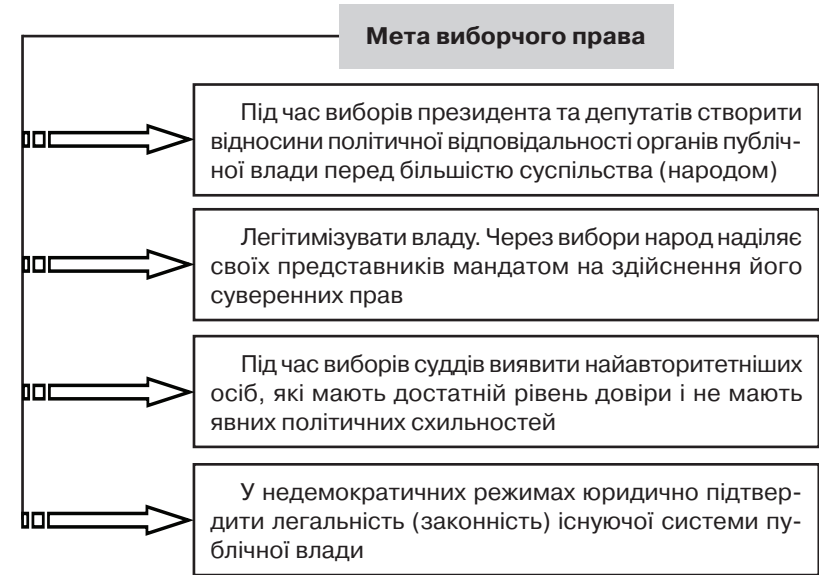 Мета виборчого права
Під час виборів президента та депутатів створити
відносини політичної відповідальності органів публіч-
ної влади перед більшістю суспільства (народом)
Легітимізувати владу. Через вибори народ наділяє
своїх представників мандатом на здійснення його
суверенних прав
Під час виборів суддів виявити найавторитетніших
осіб, які мають достатній рівень довіри і не мають
явних політичних схильностей
У недемократичних режимах юридично підтвер-
дити легальність (законність) існуючої системи пу-
блічної влади